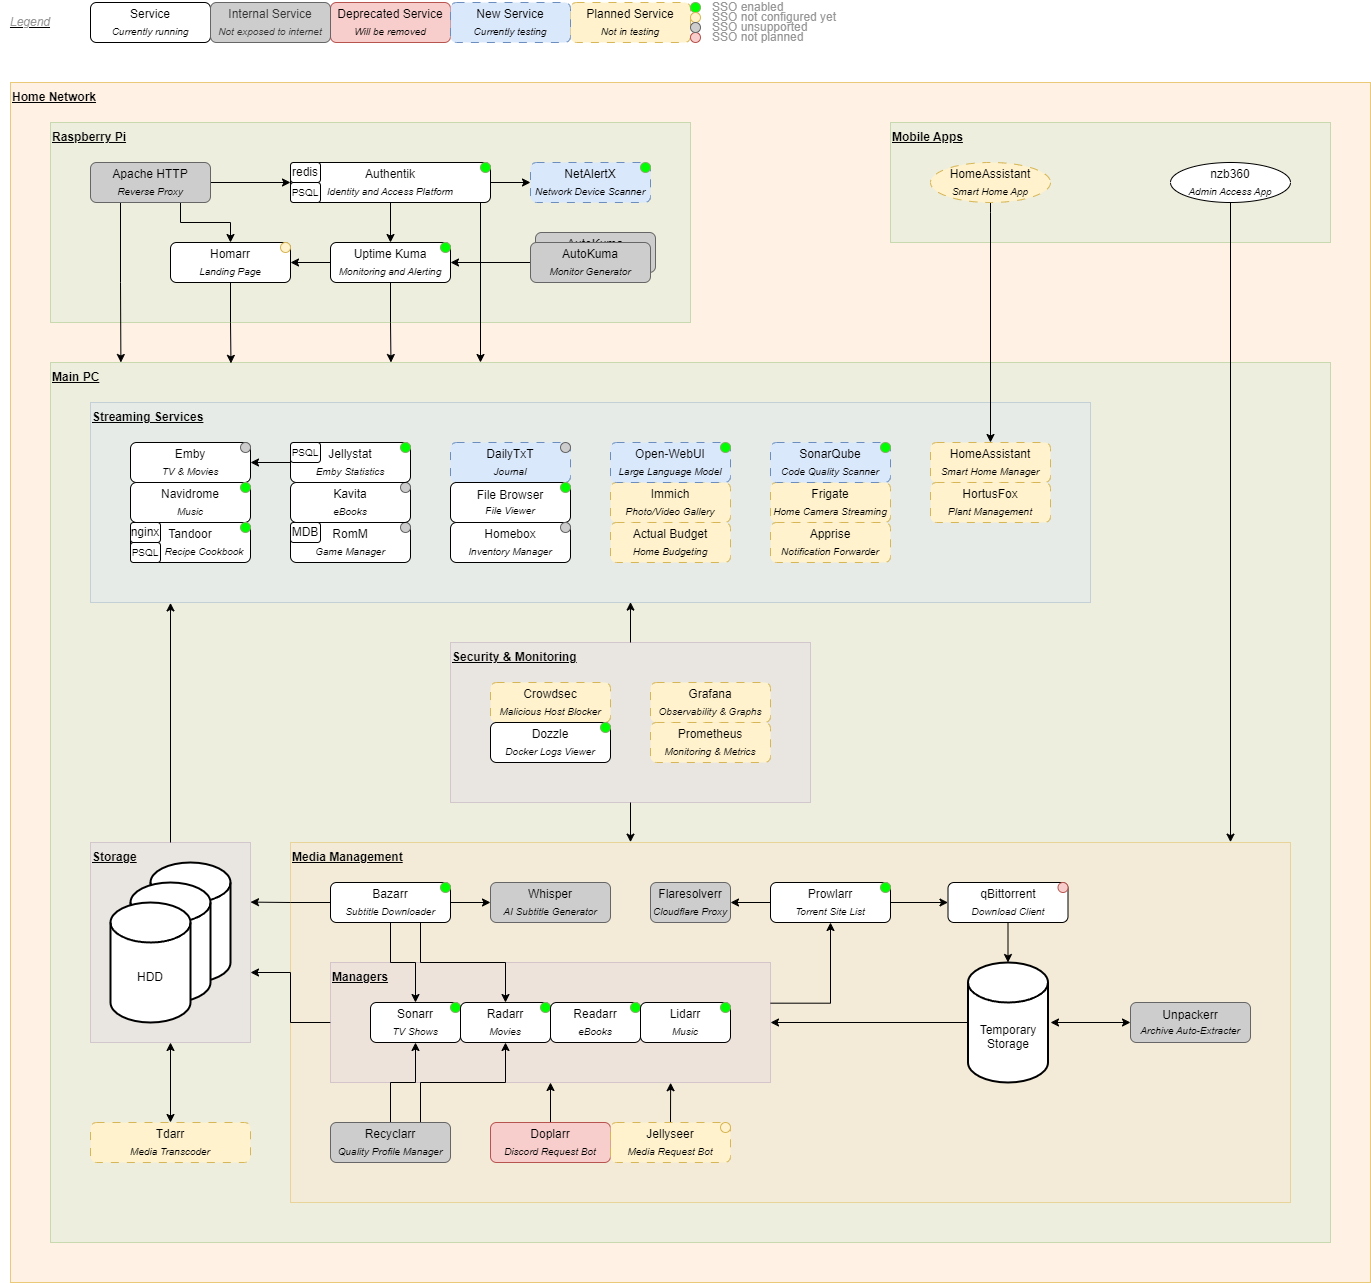 Legend
Service
Currently running
Internal Service
Not exposed to internet
Deprecated Service
Will be removed
New Service
Currently testing
Planned Service
Not in testing
SSO enabled
SSO not configured yet
SSO unsupported
SSO not planned
Home Network
Raspberry Pi
Apache HTTP
Reverse Proxy
redis
PSQL
Authentik
Identity and Access Platform
NetAlertX
Network Device Scanner
Homarr
Landing Page
Uptime Kuma
Monitoring and Alerting
AutoKuma
AutoKuma
Monitor Generator
Mobile Apps
HomeAssistant
Smart Home App
nzb360
Admin Access App
Main PC
Streaming Services
Emby
TV & Movies
Navidrome
Music
nginx
PSQL
Tandoor
Recipe Cookbook
PSQL
Jellystat
Emby Statistics
Kavita
eBooks
MDB
RomM
Game Manager
DailyTxT
Journal
File Browser
File Viewer
Homebox
Inventory Manager
Open-WebUI
Large Language Model
Immich
Photo/Video Gallery
Actual Budget
Home Budgeting
SonarQube
Code Quality Scanner
Frigate
Home Camera Streaming
Apprise
Notification Forwarder
HomeAssistant
Smart Home Manager
HortusFox
Plant Management
Security & Monitoring
Crowdsec
Malicious Host Blocker
Dozzle
Docker Logs Viewer
Grafana
Observability & Graphs
Prometheus
Monitoring & Metrics
Storage
HDD
Tdarr
Media Transcoder
Media Management
Bazarr
Subtitle Downloader
Whisper
AI Subtitle Generator
Flaresolverr
Cloudflare Proxy
Prowlarr
Torrent Site List
qBittorrent
Download Client
Managers
Sonarr
TV Shows
Radarr
Movies
Readarr
eBooks
Lidarr
Music
Temporary
Storage
Unpackerr
Archive Auto-Extracter
Recyclarr
Quality Profile Manager
Doplarr
Discord Request Bot
Jellyseer
Media Request Bot